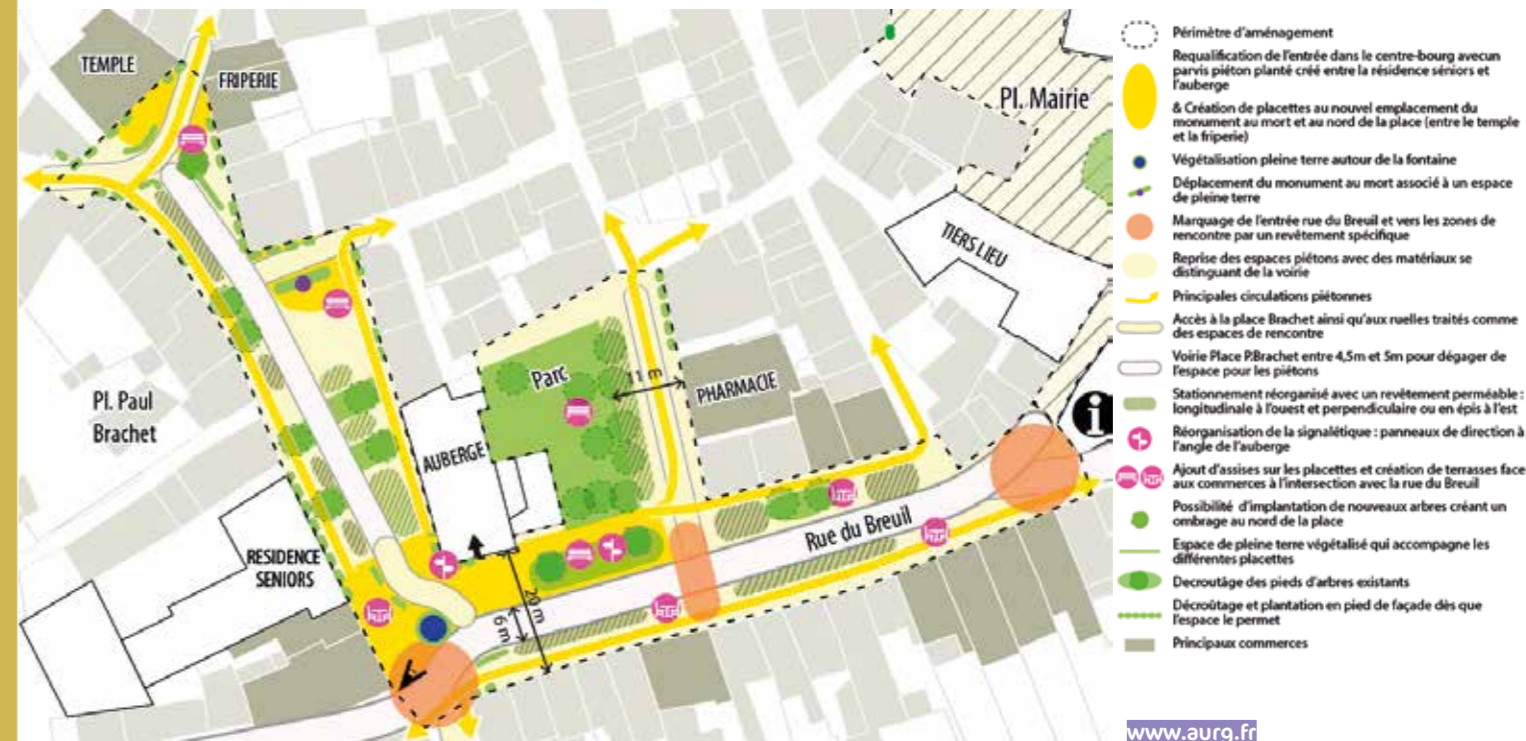 TEMPLE
FRIPERIE
Pl. Mairie
TIERS LIEU
Pl. Paul
Brachet
Parc
11 m
PHARMACIE
AUBERGE
RESIDENCE
SENIORS
Rue du Breuil
20 m
6 m
i
Périmètre d'aménagement
Requalification de l'entrée dans le centre-bourg avecun
parvis piéton planté créé entre la résidence séniors et
l'auberge
& Création de placettes au nouvel emplacement du
monument au mort et au nord de la place (entre le temple
et la friperie)
Végétalisation pleine terre autour de la fontaine
Déplacement du monument au mort associé à un espace
de pleine terre
Marquage de l'entrée rue du Breuil et vers les zones de
rencontre par un revêtement spécifique
Reprise des espaces piétons avec des matériaux se
distinguant de la voirie
Principales circulations piétonnes
Accès à la place Brachet ainsi qu'aux ruelles traités comme
des espaces de rencontre
Voirie Place P.Brachet entre 4,5m et 5m pour dégager de
l'espace pour les piétons
Stationnement réorganisé avec un revêtement perméable :
longitudinale à l'ouest et perpendiculaire ou en épis à l'est
Réorganisation de la signalétique : panneaux de direction à
l'angle de l'auberge
Ajout d'assises sur les placettes et création de terrasses face
aux commerces à l'intersection avec la rue du Breuil
Possibilité d'implantation de nouveaux arbres créant un
ombrage au nord de la place
Espace de pleine terre végétalisé qui accompagne les
différentes placettes
Decroutâge des pieds d'arbres existants
Décroûtage et plantation en pied de façade dès que
l'espace le permet
Principaux commerces
www.aurg.fr